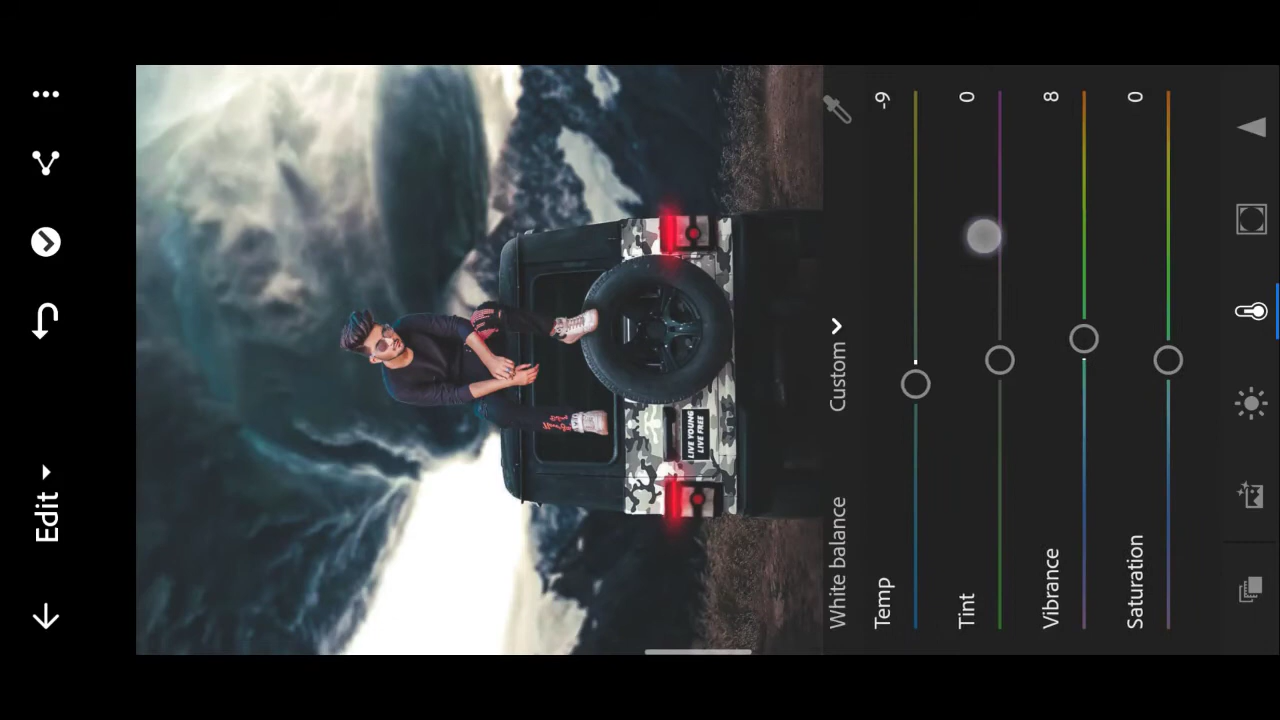 Edit
LIVE YOUNG
LIVE FREE
White balance
Custom
Temp
-9
Tint
0
Vibrance
8
Saturation
0